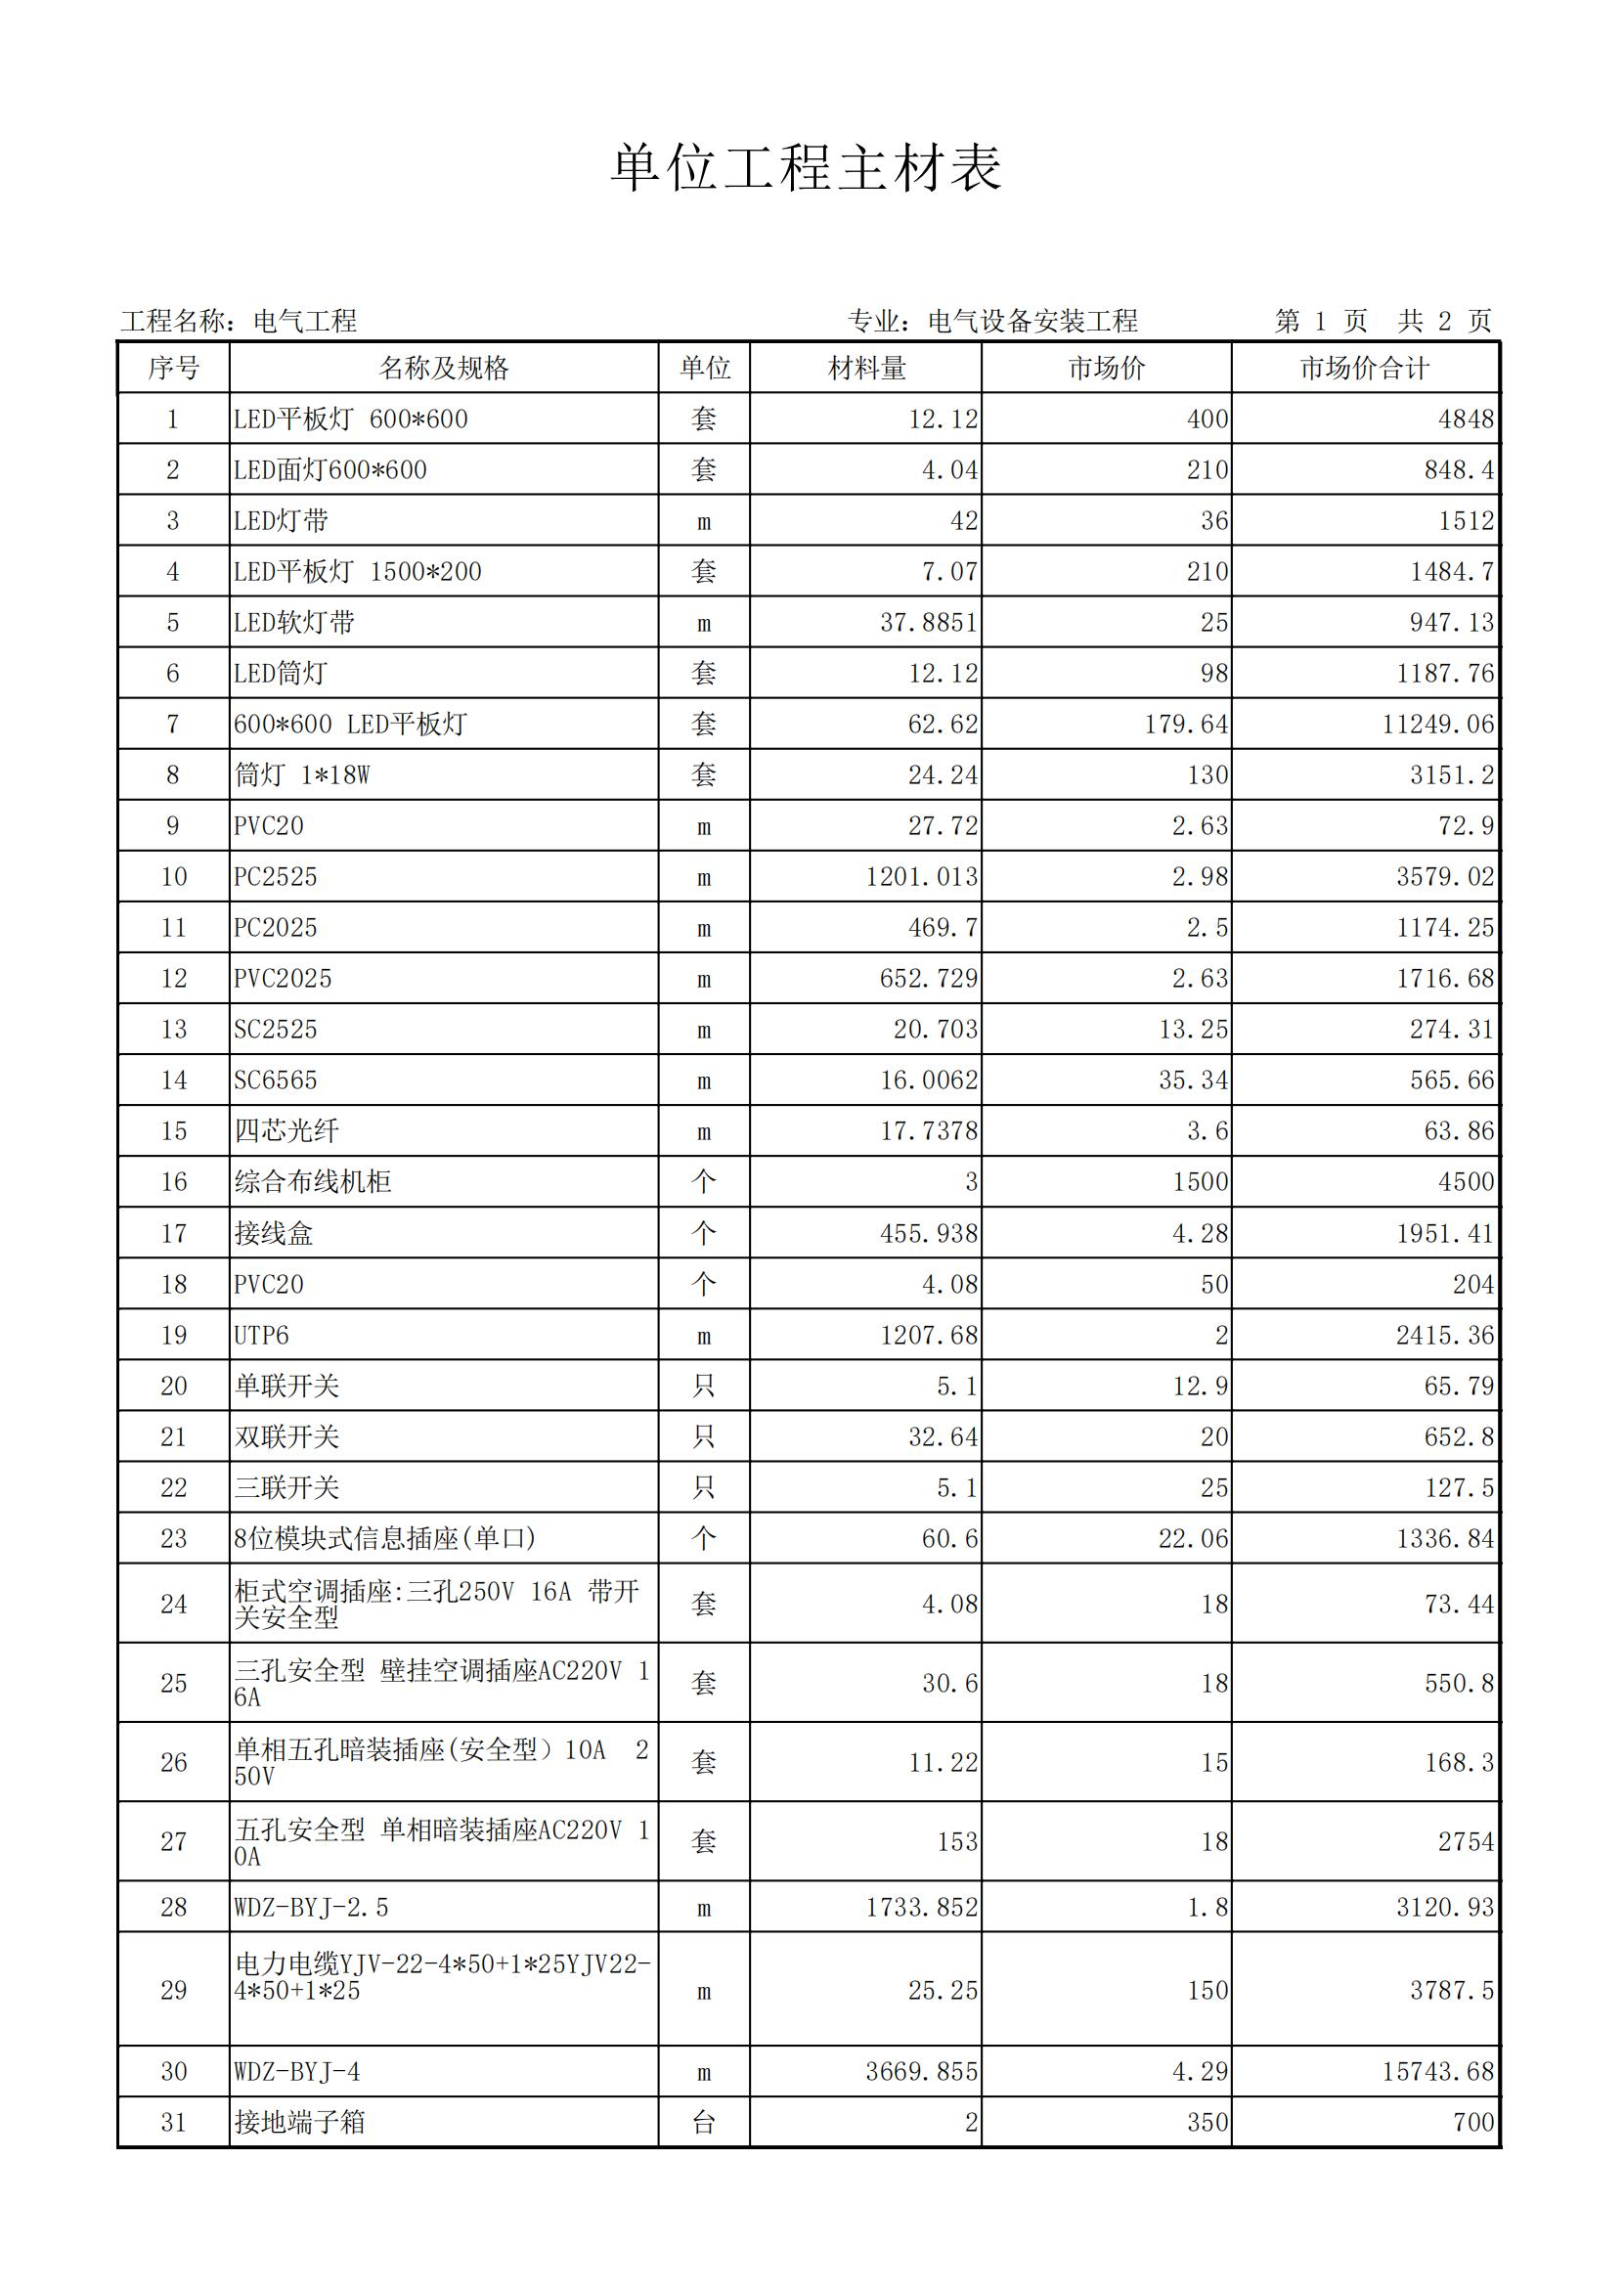 单位工程主材表
工程名称：电气工程 专业：电气设备安装工程 第 1 页 共 2 页
序号 名称及规格 单位 材料量 市场价 市场价合计
1 LED平板灯 600*600 套 12.12 400 4848
2 LED面灯600*600 套 4.04 210 848.4
3 LED灯带 m 42 36 1512
4 LED平板灯 1500*200 套 7.07 210 1484.7
5 LED软灯带 m 37.8851 25 947.13
6 LED筒灯 套 12.12 98 1187.76
7 600*600 LED平板灯 套 62.62 179.64 11249.06
8 筒灯 1*18W 套 24.24 130 3151.2
9 PVC20 m 27.72 2.63 72.9
10 PC2525 m 1201.013 2.98 3579.02
11 PC2025 m 469.7 2.5 1174.25
12 PVC2025 m 652.729 2.63 1716.68
13 SC2525 m 20.703 13.25 274.31
14 SC6565 m 16.0062 35.34 565.66
15 四芯光纤 m 17.7378 3.6 63.86
16 综合布线机柜 个 3 1500 4500
17 接线盒 个 455.938 4.28 1951.41
18 PVC20 个 4.08 50 204
19 UTP6 m 1207.68 2 2415.36
20 单联开关 只 5.1 12.9 65.79
21 双联开关 只 32.64 20 652.8
22 三联开关 只 5.1 25 127.5
23 8位模块式信息插座(单口) 个 60.6 22.06 1336.84
24 柜式空调插座:三孔250V 16A 带开 套 4.08 18 73.44
关安全型
25 三孔安全型 壁挂空调插座AC220V 1 套 30.6 18 550.8
6A
26 单相五孔暗装插座(安全型）10A  2 套 11.22 15 168.3
50V
27 五孔安全型 单相暗装插座AC220V 1 套 153 18 2754
0A
28 WDZ-BYJ-2.5 m 1733.852 1.8 3120.93
29 电力电缆YJV-22-4*50+1*25YJV22- m 25.25 150 3787.5
4*50+1*25
30 WDZ-BYJ-4 m 3669.855 4.29 15743.68
31 接地端子箱 台 2 350 700